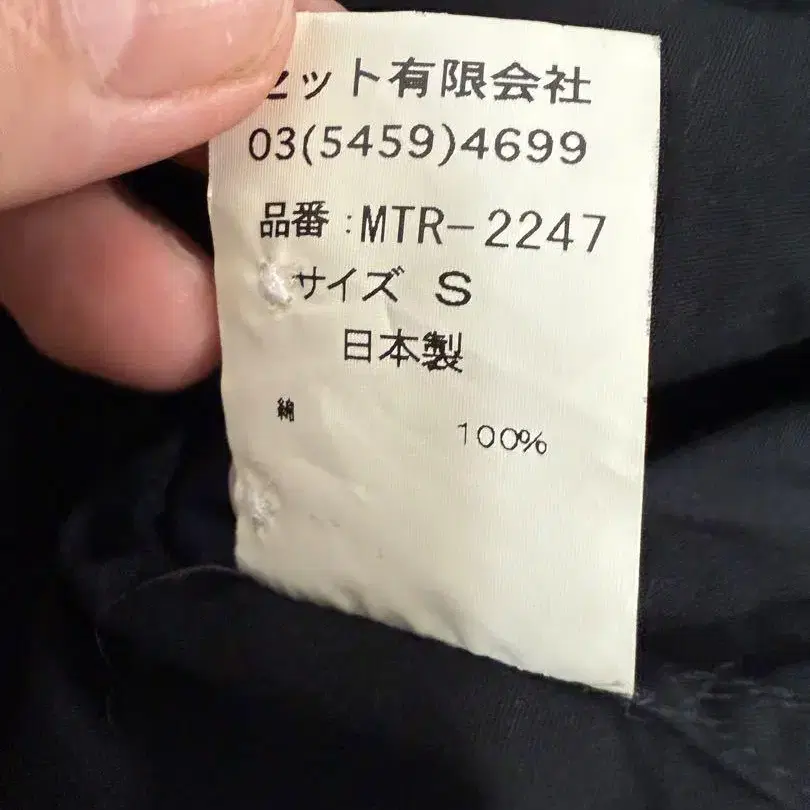 ット有限会社
03(5459)4699
品番:MTR-2247
サイズ S
日本製
綿 100%